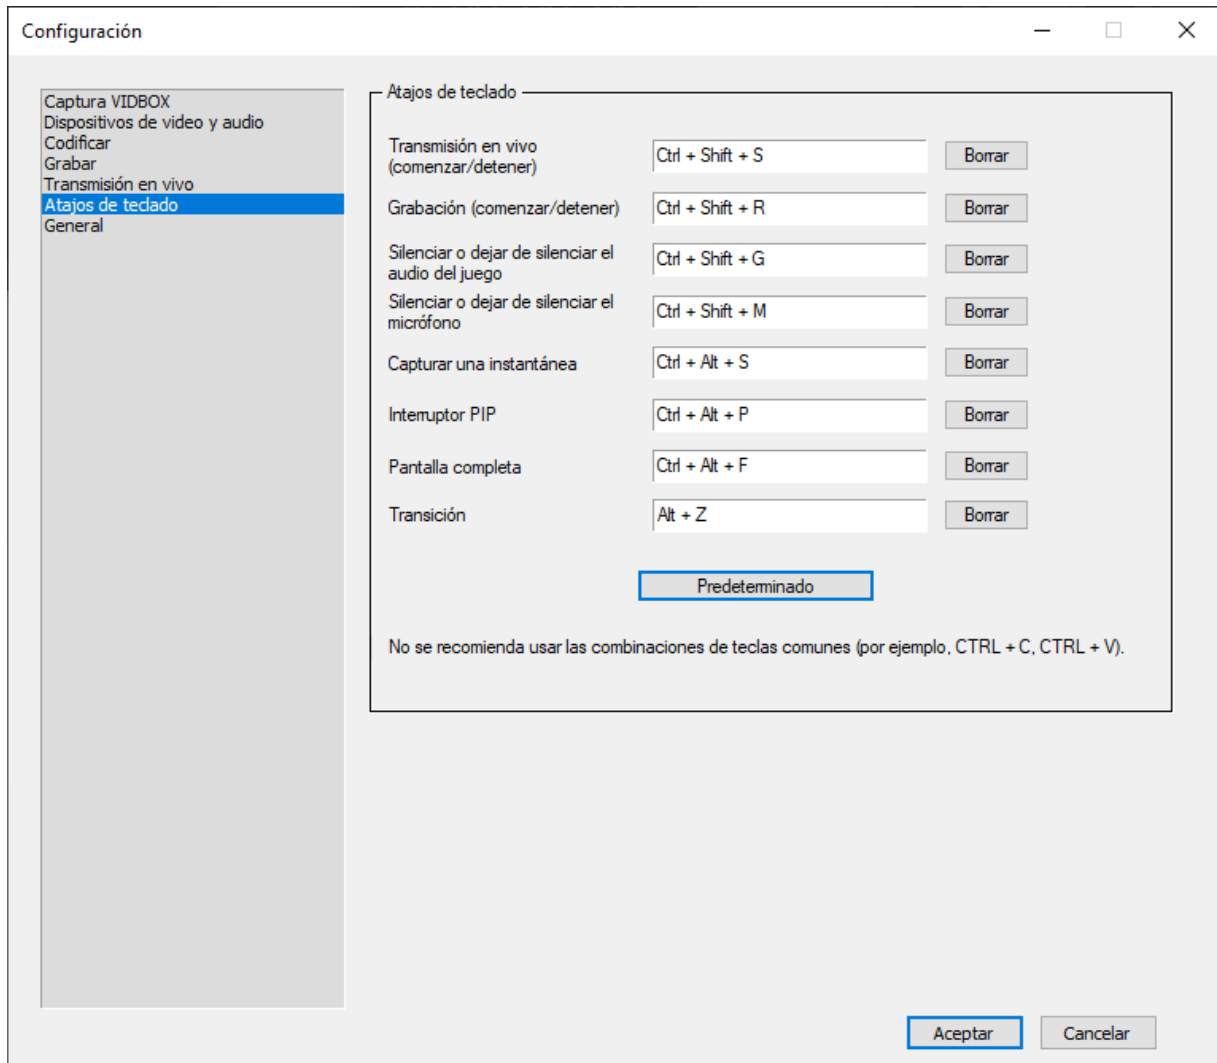 Configuración
Captura VIDBOX
Dispositivos de video y audio
Codificar
Grabar
Transmisión en vivo
Atajos de teclado
General
Atajos de teclado
Transmisión en vivo
(comenzar/detener)
Ctrl + Shift + S
Borrar
Grabación (comenzar/detener)
Ctrl + Shift + R
Borrar
Silenciar o dejar de silenciar el
audio del juego
Ctrl + Shift + G
Borrar
Silenciar o dejar de silenciar el
micrófono
Ctrl + Shift + M
Borrar
Capturar una instantánea
Ctrl + Alt + S
Borrar
Interruptor PIP
Ctrl + Alt + P
Borrar
Pantalla completa
Ctrl + Alt + F
Borrar
Transición
Alt + Z
Borrar
Predeterminado
No se recomienda usar las combinaciones de teclas comunes (por ejemplo, CTRL + C, CTRL + V).
Aceptar
Cancelar